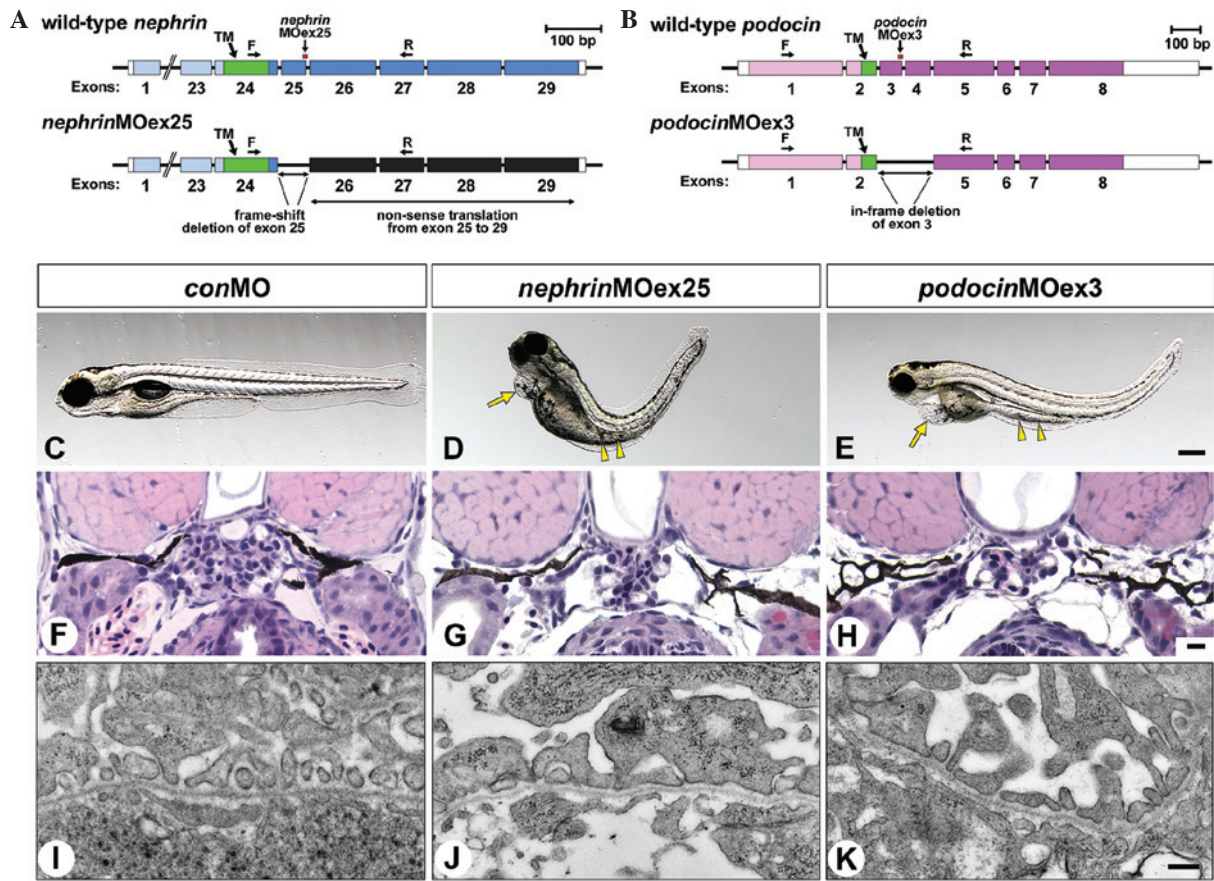 A
wild-type nephrin
nephrin
MOex25
100 bp
TM
F
R
Exons: 1 23 24 25 26 27 28 29
nephrinMOex25
TM
F
R
Exons: 1 23 24 26 27 28 29
frame-shift
deletion of exon 25
non-sense translation
from exon 25 to 29
B
wild-type podocin
podocin
MOex3
100 bp
F
TM
R
Exons: 1 2 3 4 5 6 7 8
podocinMOex3
F
TM
R
Exons: 1 2 5 6 7 8
in-frame deletion
of exon 3
conMO
nephrinMOex25
podocinMOex3
C
D
E
F
G
H
I
J
K